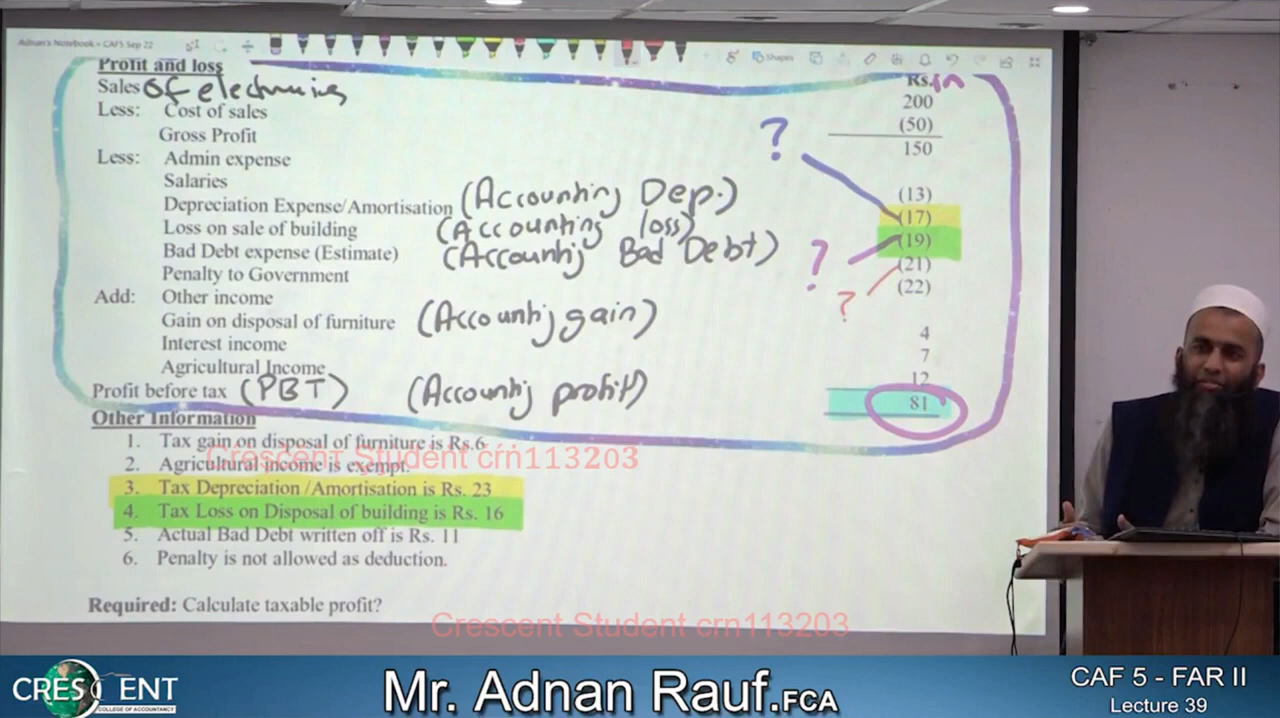 Adnan's Notebook » CAF5 Sep 22
Shapes
Profit and loss
Rs. m
Sales of electronics 200
Less: Cost of sales (50)
Gross Profit 150
Less: Admin expense
?
Salaries (13)
Depreciation Expense/Amortisation (Accounting Dep.) (17)
Loss on sale of building (Accounting loss) (19)
Bad Debt expense (Estimate) (Accounting Bad Debt) ? (21)
Penalty to Government (22)
?
Add: Other income
Gain on disposal of furniture (Accounting gain) 4
Interest income 7
Agricultural Income 12
Profit before tax (PBT) (Accounting profit) 81
Other Information
1. Tax gain on disposal of furniture is Rs.6
Crescent Student crn113203
2. Agricultural income is exempt.
3. Tax Depreciation /Amortisation is Rs. 23
4. Tax Loss on Disposal of building is Rs. 16
5. Actual Bad Debt written off is Rs. 11
6. Penalty is not allowed as deduction.
Required: Calculate taxable profit?
Crescent Student crn113203
CRESCENT
COLLEGE OF ACCOUNTANCY
Mr. Adnan Rauf.FCA
CAF 5 - FAR II
Lecture 39